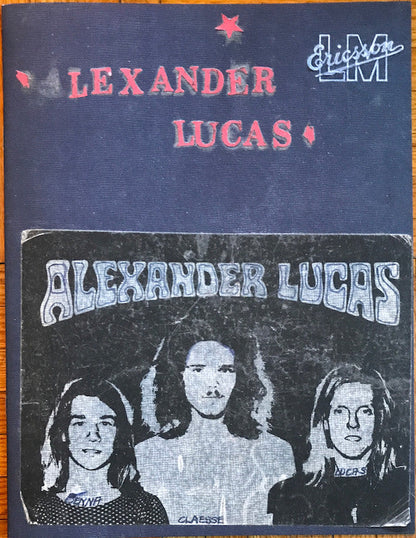 Ericsson
LM
LEXANDER
LUCAS
ALEXANDER LUCAS
LUCAS
CLAESSE